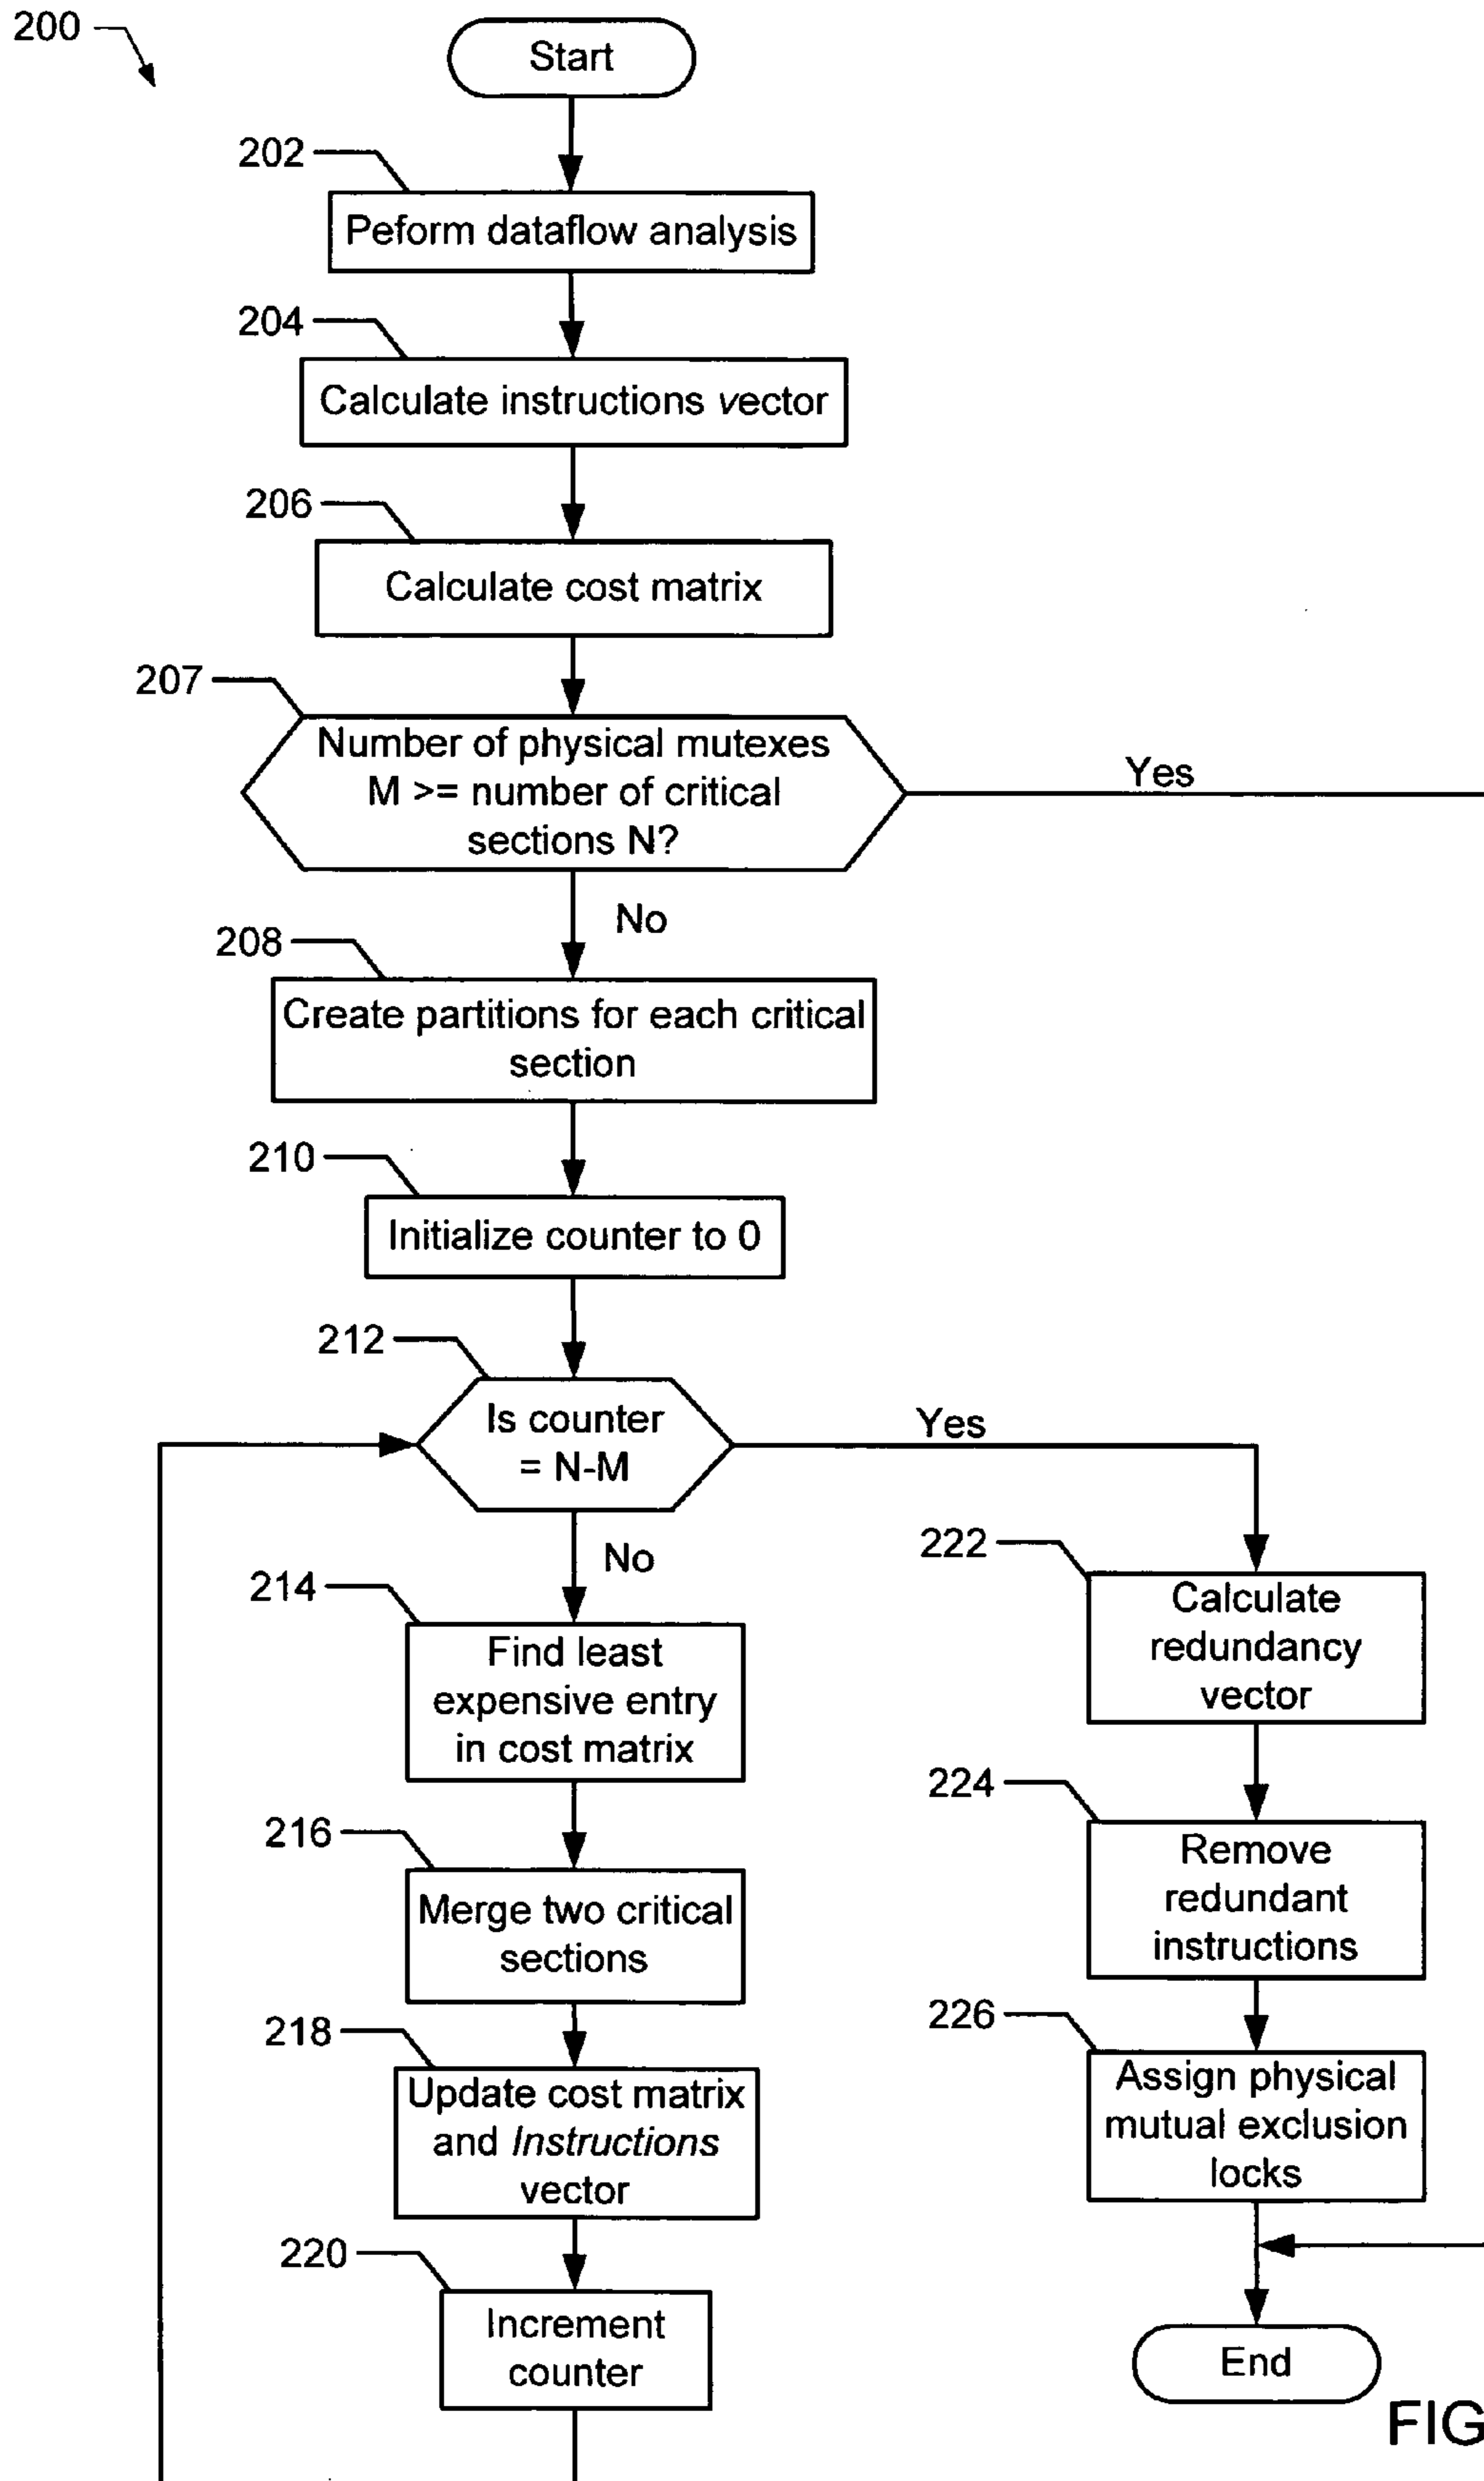 200
Start
202
Peform dataflow analysis
204
Calculate instructions vector
206
Calculate cost matrix
207
Number of physical mutexes
M >= number of critical
sections N?
Yes
No
208
Create partitions for each critical
section
210
Initialize counter to 0
212
Is counter
= N-M
Yes
No
214
Find least
expensive entry
in cost matrix
216
Merge two critical
sections
218
Update cost matrix
and Instructions
vector
220
Increment
counter
222
Calculate
redundancy
vector
224
Remove
redundant
instructions
226
Assign physical
mutual exclusion
locks
End
FIG